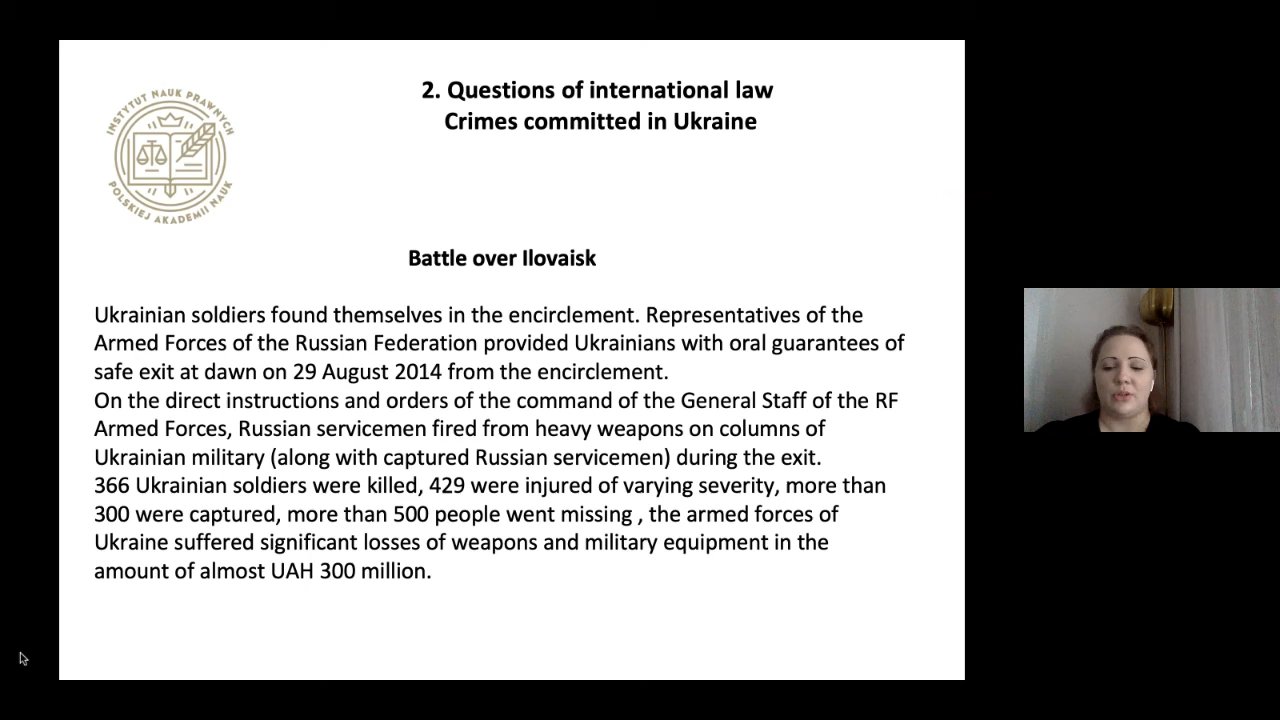 INSTYTUT NAUK PRAWNYCH
POLSKIEJ AKADEMII NAUK
2. Questions of international law
Crimes committed in Ukraine
Battle over Ilovaisk
Ukrainian soldiers found themselves in the encirclement. Representatives of the
Armed Forces of the Russian Federation provided Ukrainians with oral guarantees of
safe exit at dawn on 29 August 2014 from the encirclement.
On the direct instructions and orders of the command of the General Staff of the RF
Armed Forces, Russian servicemen fired from heavy weapons on columns of
Ukrainian military (along with captured Russian servicemen) during the exit.
366 Ukrainian soldiers were killed, 429 were injured of varying severity, more than
300 were captured, more than 500 people went missing , the armed forces of
Ukraine suffered significant losses of weapons and military equipment in the
amount of almost UAH 300 million.